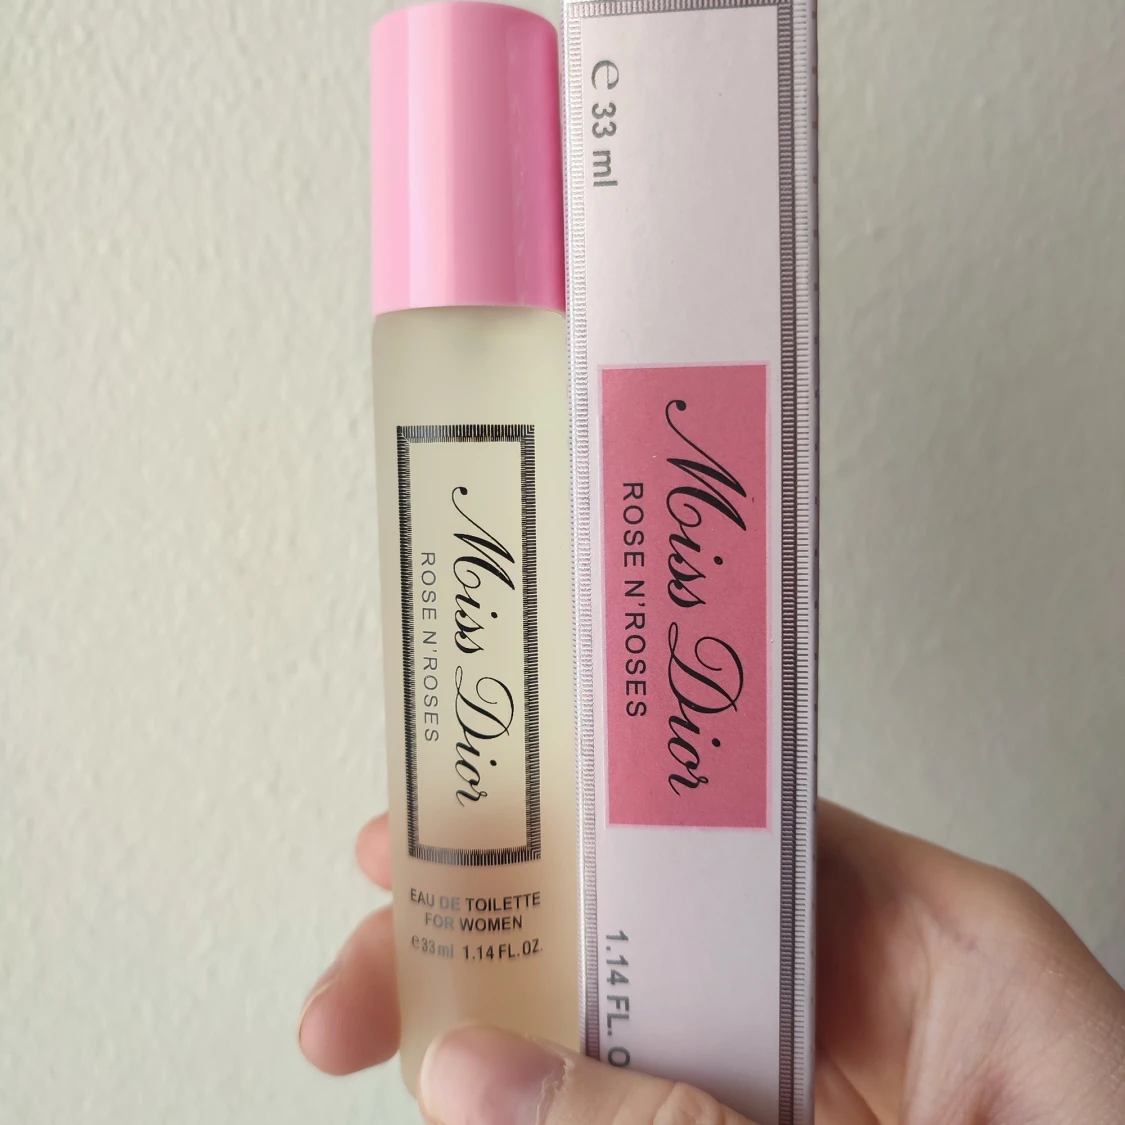 Miss Dior
ROSE N'ROSES
EAU DE TOILETTE
FOR WOMEN
e33ml 1.14 FL.OZ.
e 33 ml
Miss Dior
ROSE N'ROSES
1.14 FL. O